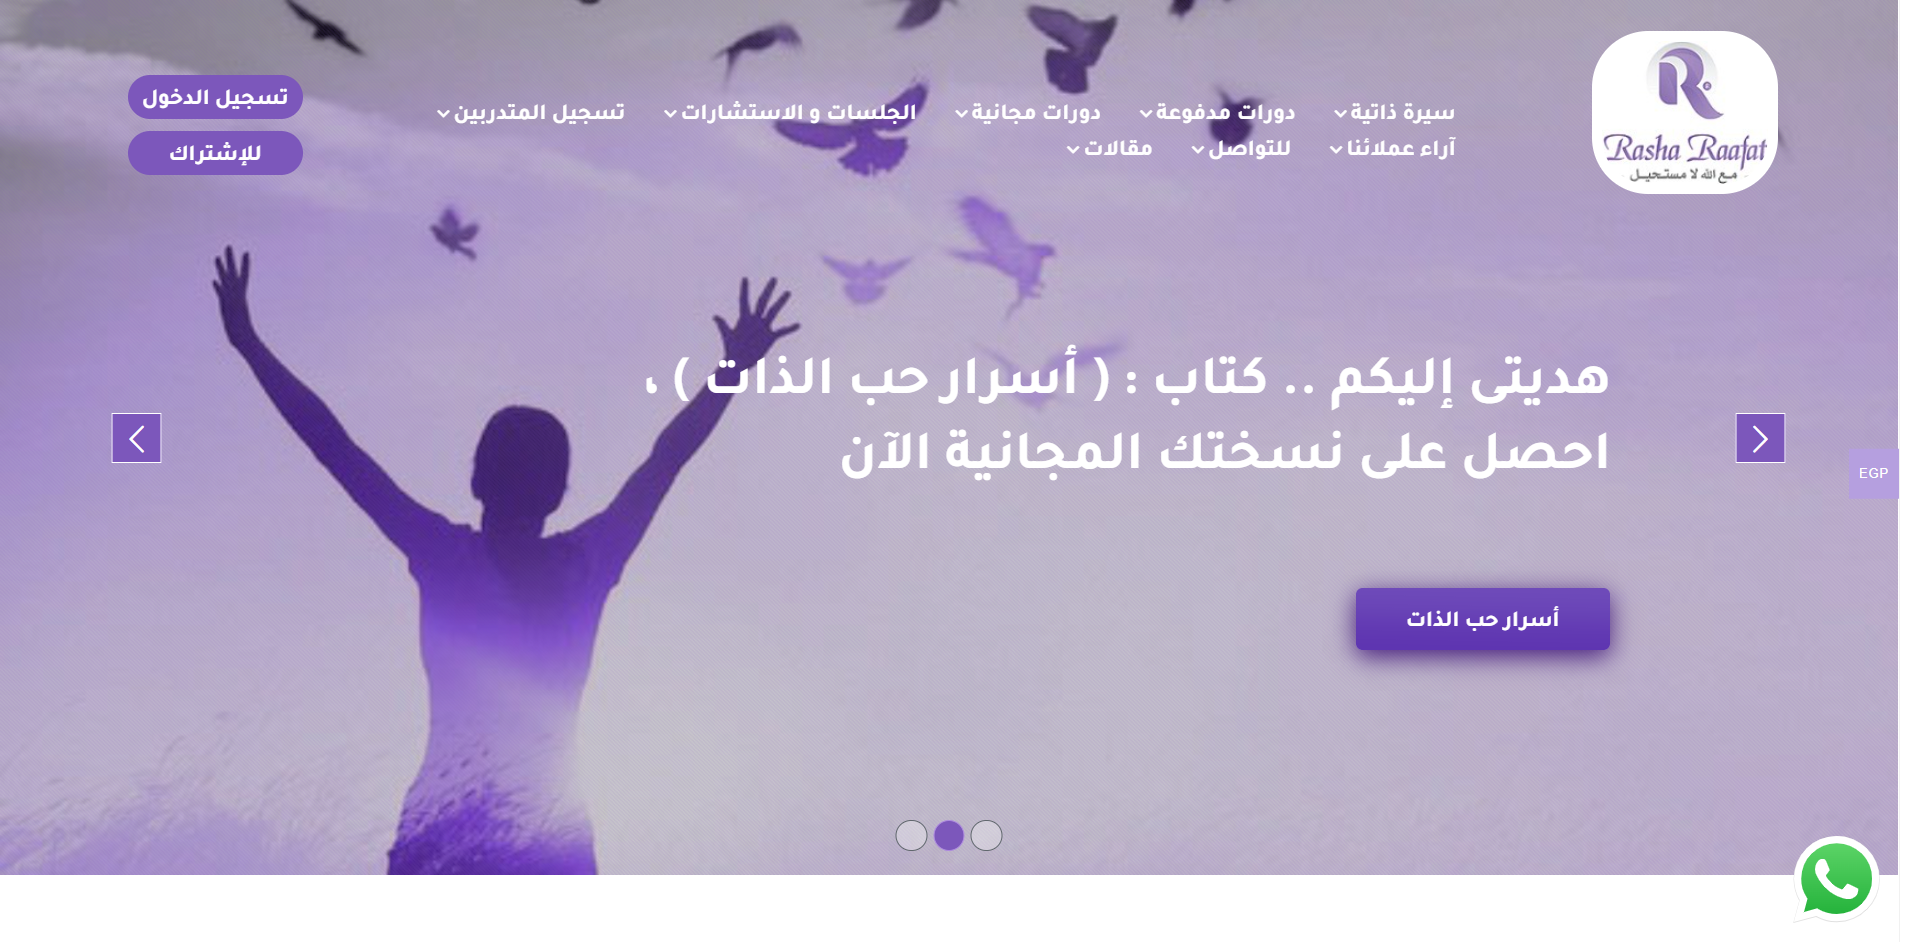 Rasha Raafat
مع الله لا مستحيل
سيرة ذاتية دورات مدفوعة دورات مجانية الجلسات و الاستشارات تسجيل المتدربين
آراء عملائنا للتواصل مقالات
تسجيل الدخول
للإشتراك
هديتى إليكم .. كتاب : ( أسرار حب الذات ) ،
احصل على نسختك المجانية الآن
EGP
أسرار حب الذات